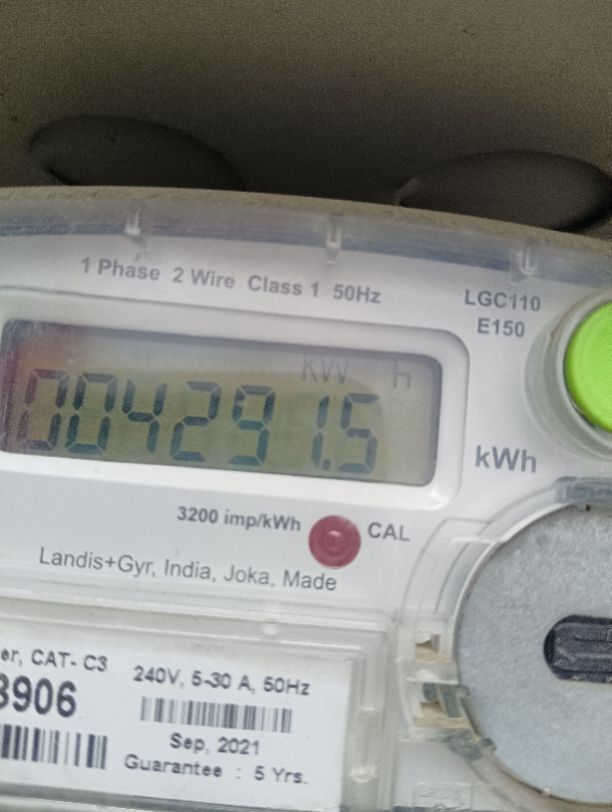 1 Phase 2 Wire Class 1 50Hz
LGC110
E150
kW h
004291.5
kWh
3200 imp/kWh
CAL
Landis+Gyr, India, Joka, Made
er, CAT- C3
3906
240V, 5-30 A, 50Hz
Sep, 2021
Guarantee : 5 Yrs.